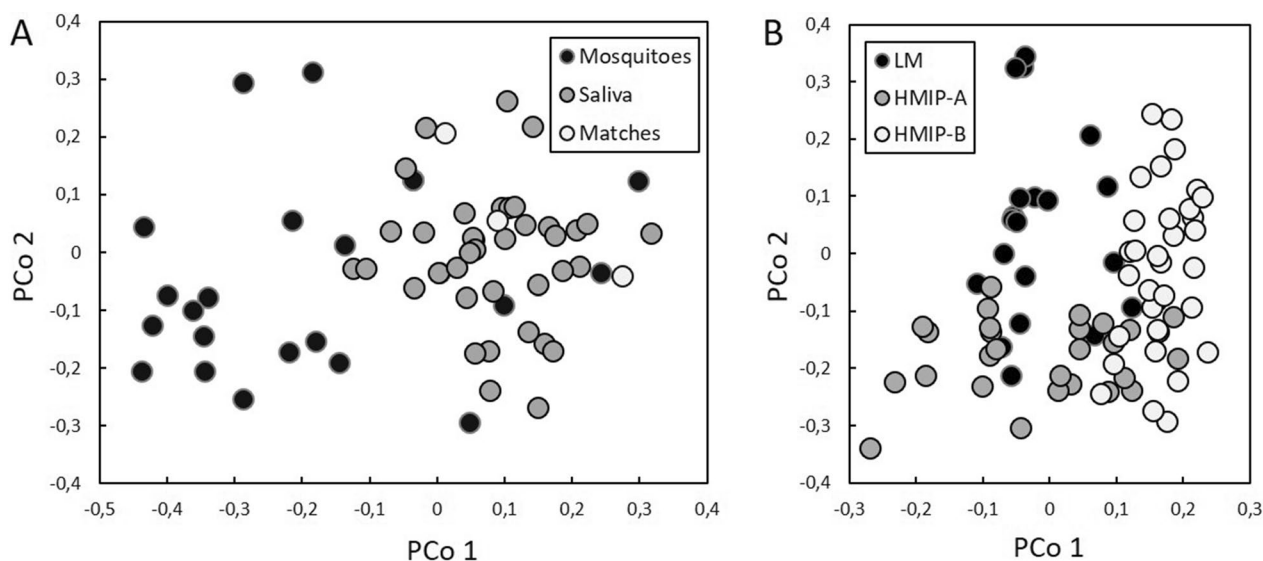 A
0,4
0,3
0,2
0,1
0
-0,1
-0,2
-0,3
-0,4
PCo 2
Mosquitoes
Saliva
Matches
-0,5 -0,4 -0,3 -0,2 -0,1 0 0,1 0,2 0,3 0,4
PCo 1
B
0,4
0,3
0,2
0,1
0
-0,1
-0,2
-0,3
-0,4
PCo 2
LM
HMIP-A
HMIP-B
-0,3 -0,2 -0,1 0 0,1 0,2 0,3
PCo 1